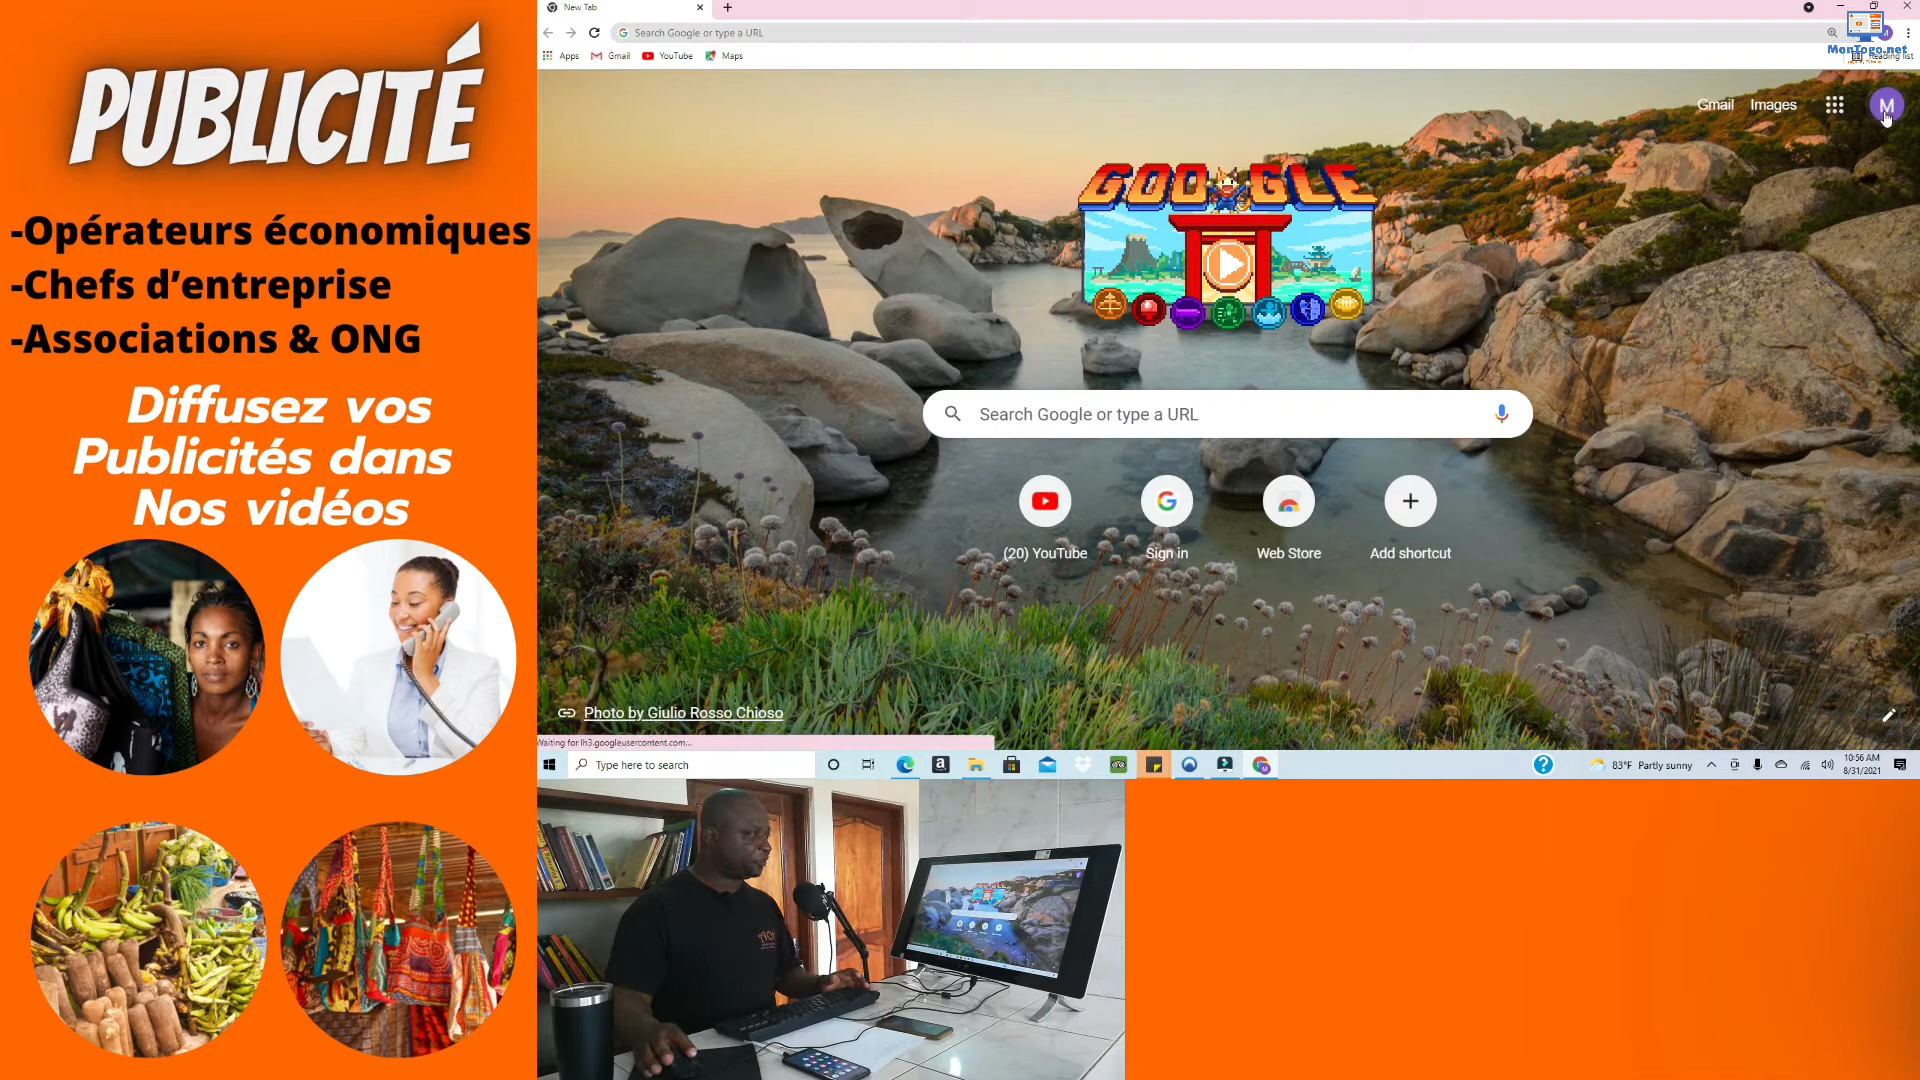 PUBLICITÉ
-Opérateurs économiques
-Chefs d’entreprise
-Associations & ONG
Diffusez vos
Publicités dans
Nos vidéos
New Tab
Search Google or type a URL
Apps
Gmail
YouTube
Maps
MonTogo.net
Reading list
Gmail
Images
M
GOOGLE
Search Google or type a URL
(20) YouTube
Sign in
Web Store
Add shortcut
Photo by Giulio Rosso Chioso
Waiting for lh3.googleusercontent.com...
Type here to search
83°F Partly sunny
10:56 AM
8/31/2021